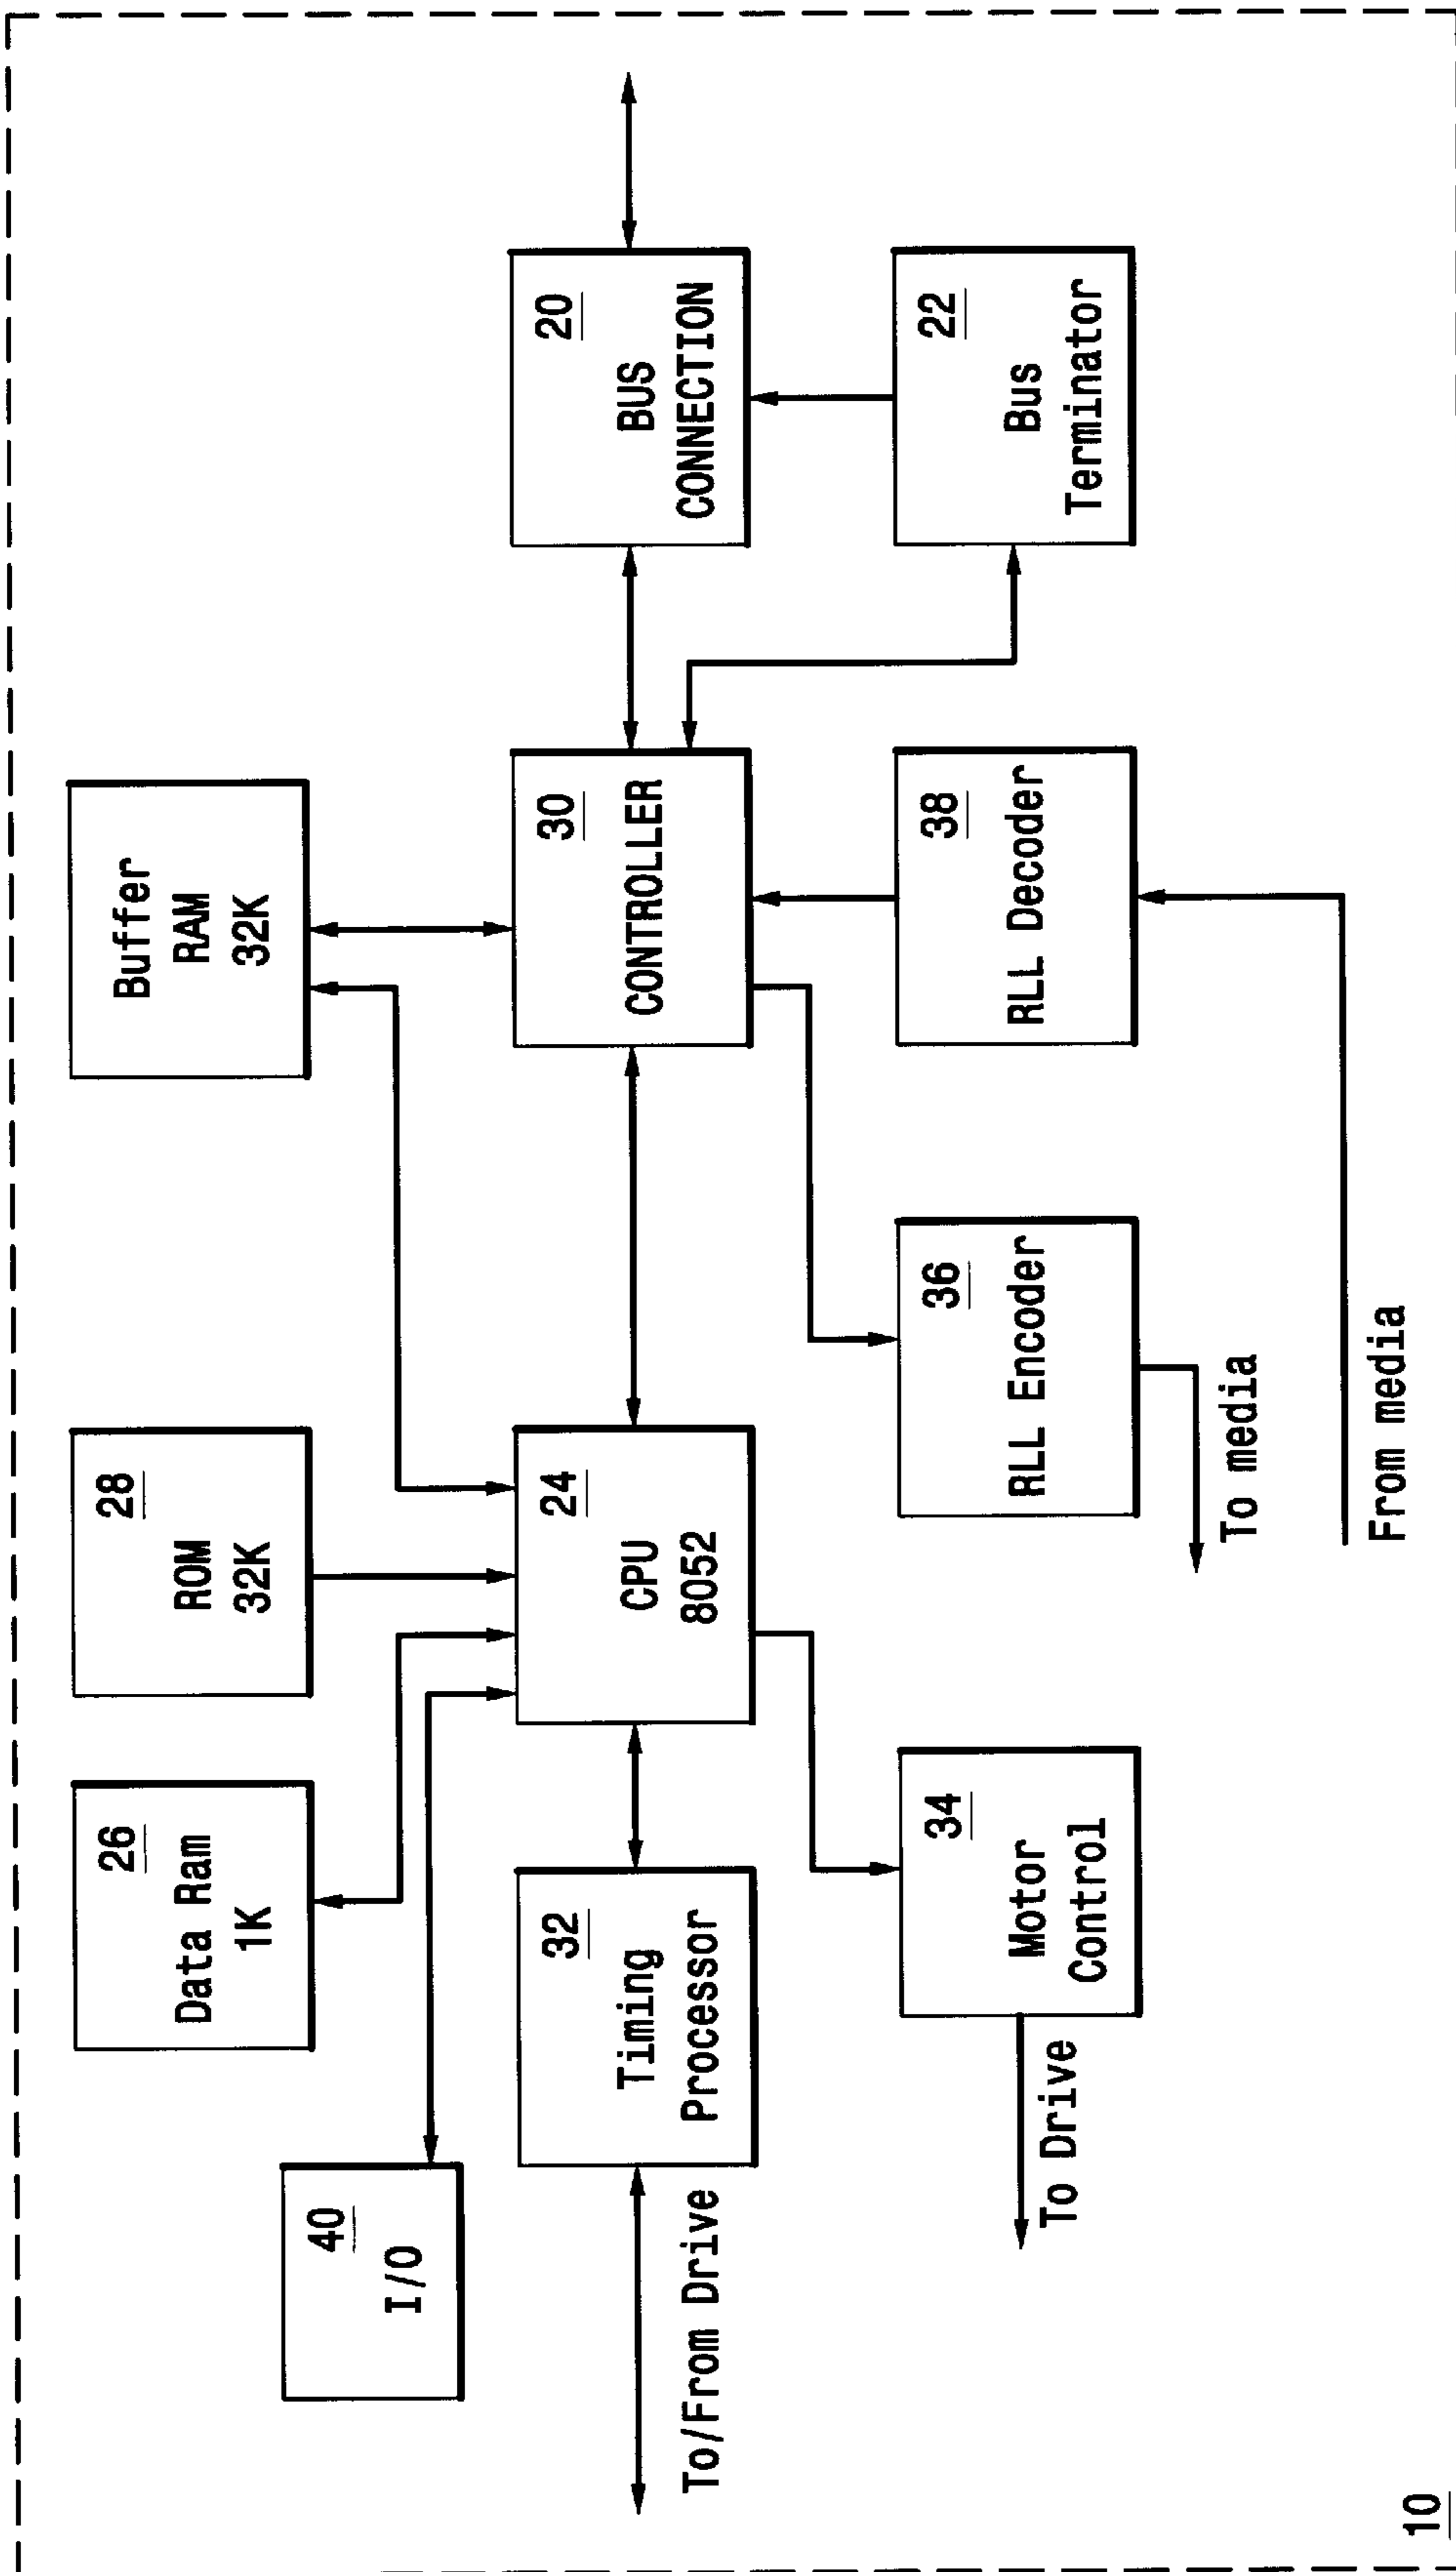 26
Data Ram
1K
28
ROM
32K
Buffer
RAM
32K
40
I/O
32
Timing
Processor
To/From Drive
24
CPU
8052
30
CONTROLLER
20
BUS
CONNECTION
34
Motor
Control
To Drive
36
RLL Encoder
To media
38
RLL Decoder
From media
22
Bus
Terminator
10